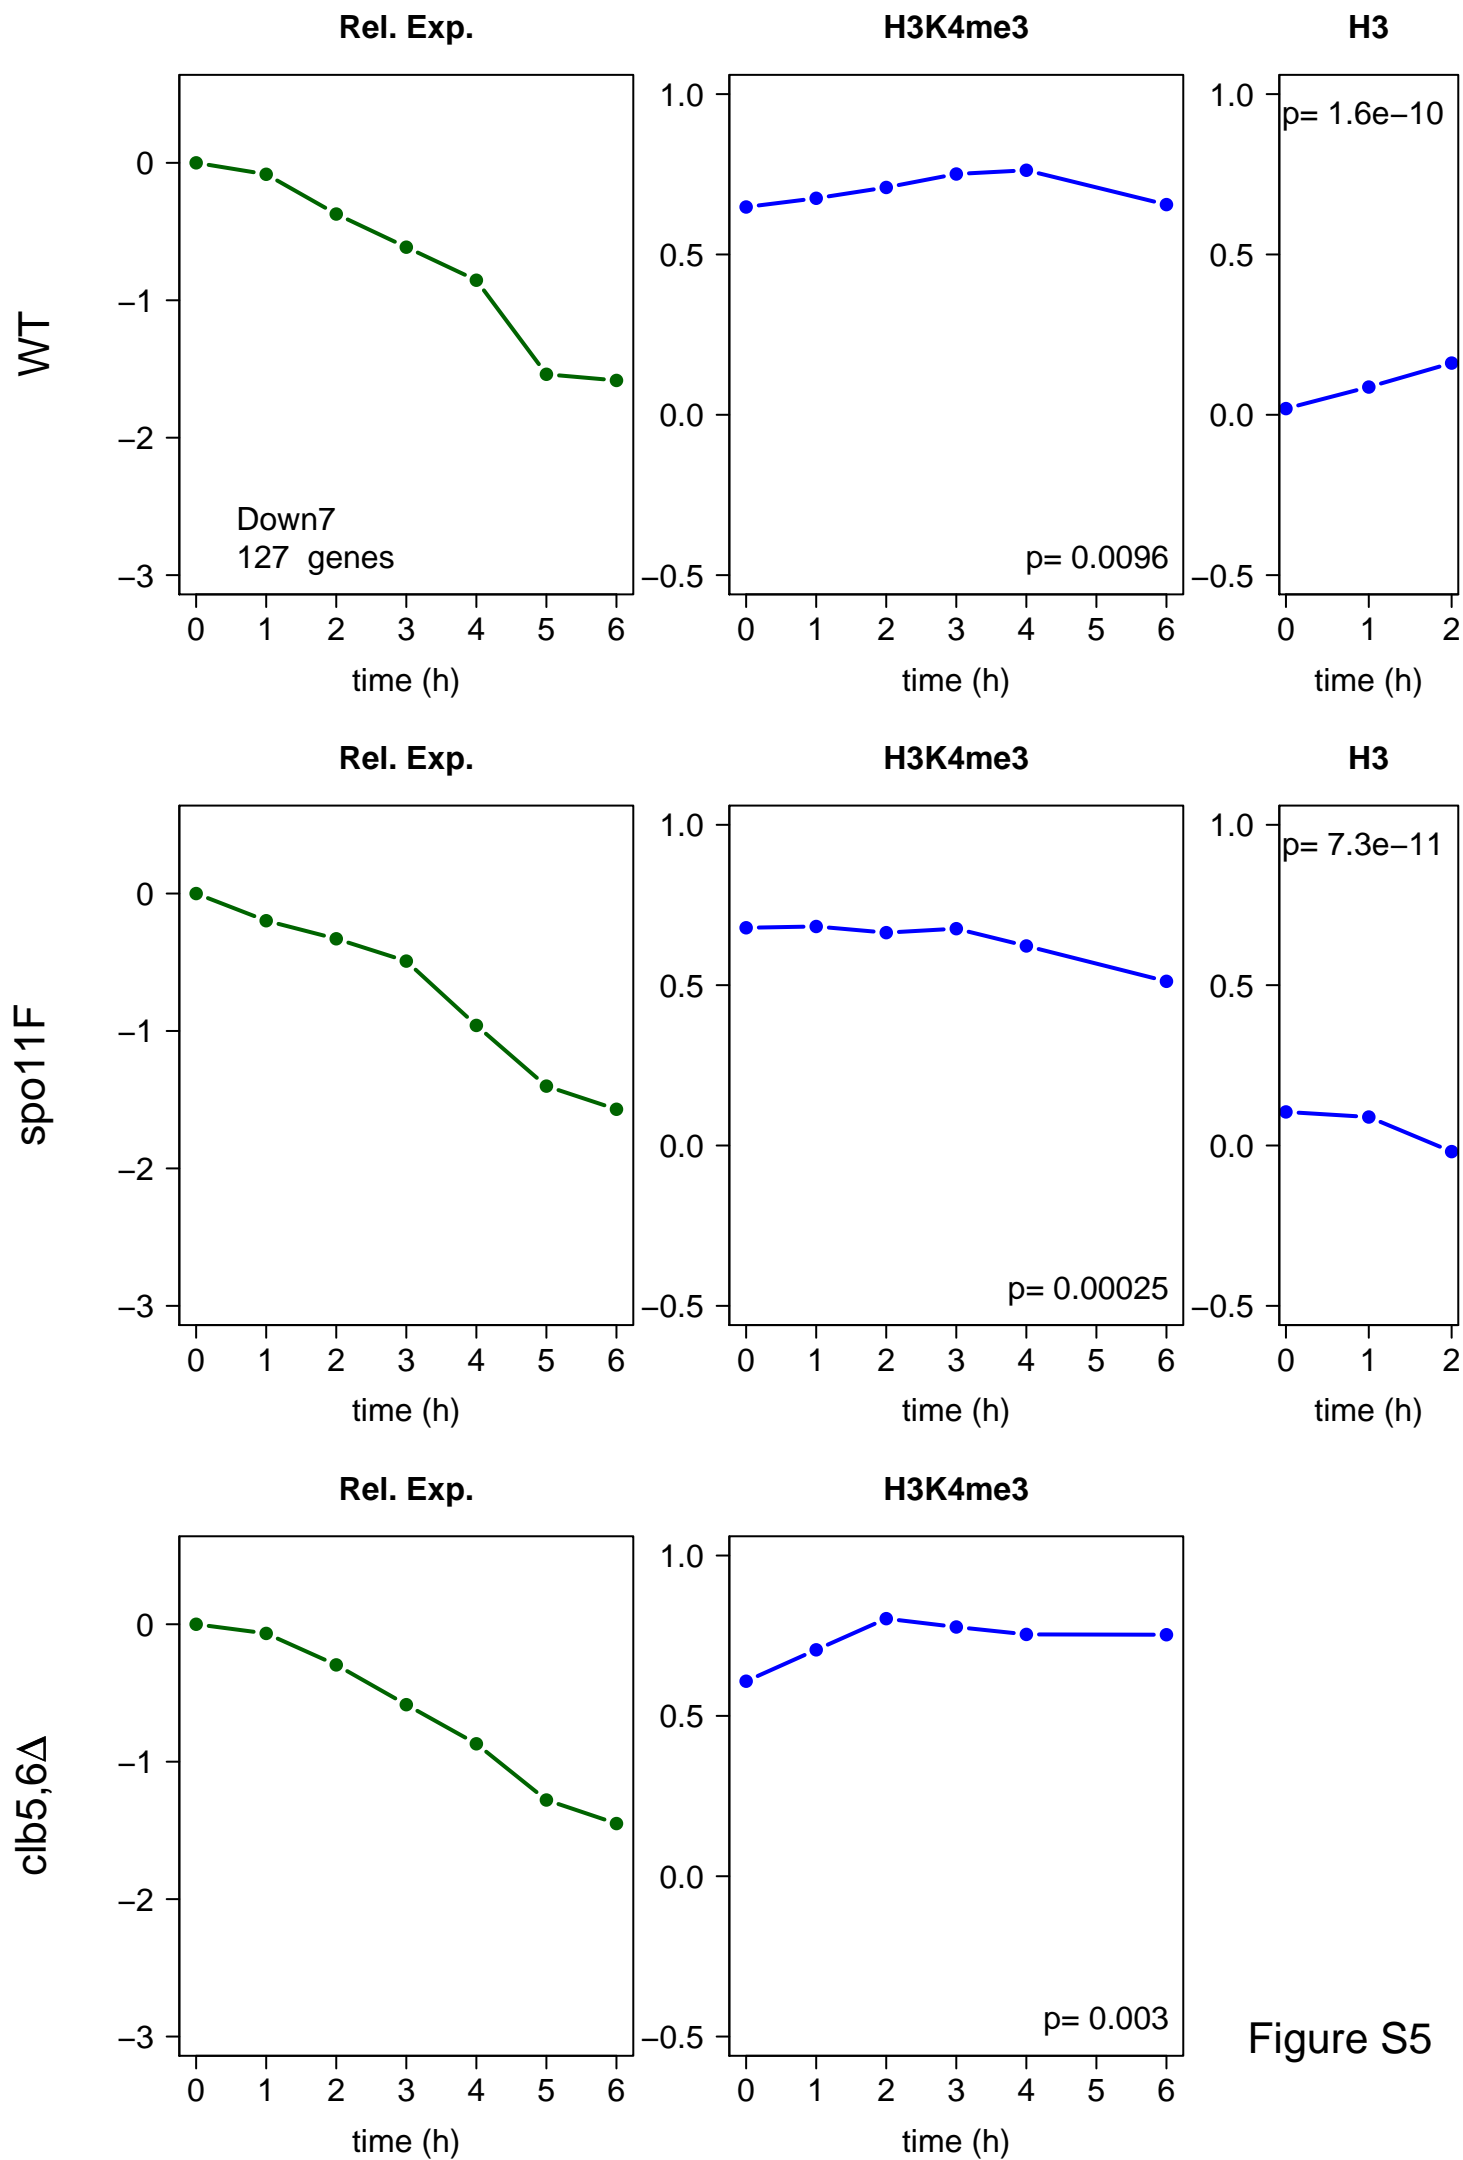 Rel. Exp.
H3K4me3
H3
WT
0
−1
−2
−3
Down7
127 genes
0 1 2 3 4 5 6
time (h)
1.0
0.5
0.0
−0.5
p= 0.0096
0 1 2 3 4 5 6
time (h)
1.0
0.5
0.0
−0.5
p= 1.6e−10
0 1 2
time (h)
Rel. Exp.
H3K4me3
H3
spo11F
0
−1
−2
−3
0 1 2 3 4 5 6
time (h)
1.0
0.5
0.0
−0.5
p= 0.00025
0 1 2 3 4 5 6
time (h)
1.0
0.5
0.0
−0.5
p= 7.3e−11
0 1 2
time (h)
Rel. Exp.
H3K4me3
clb5,6Δ
0
−1
−2
−3
0 1 2 3 4 5 6
time (h)
1.0
0.5
0.0
−0.5
p= 0.003
0 1 2 3 4 5 6
time (h)
Figure S5